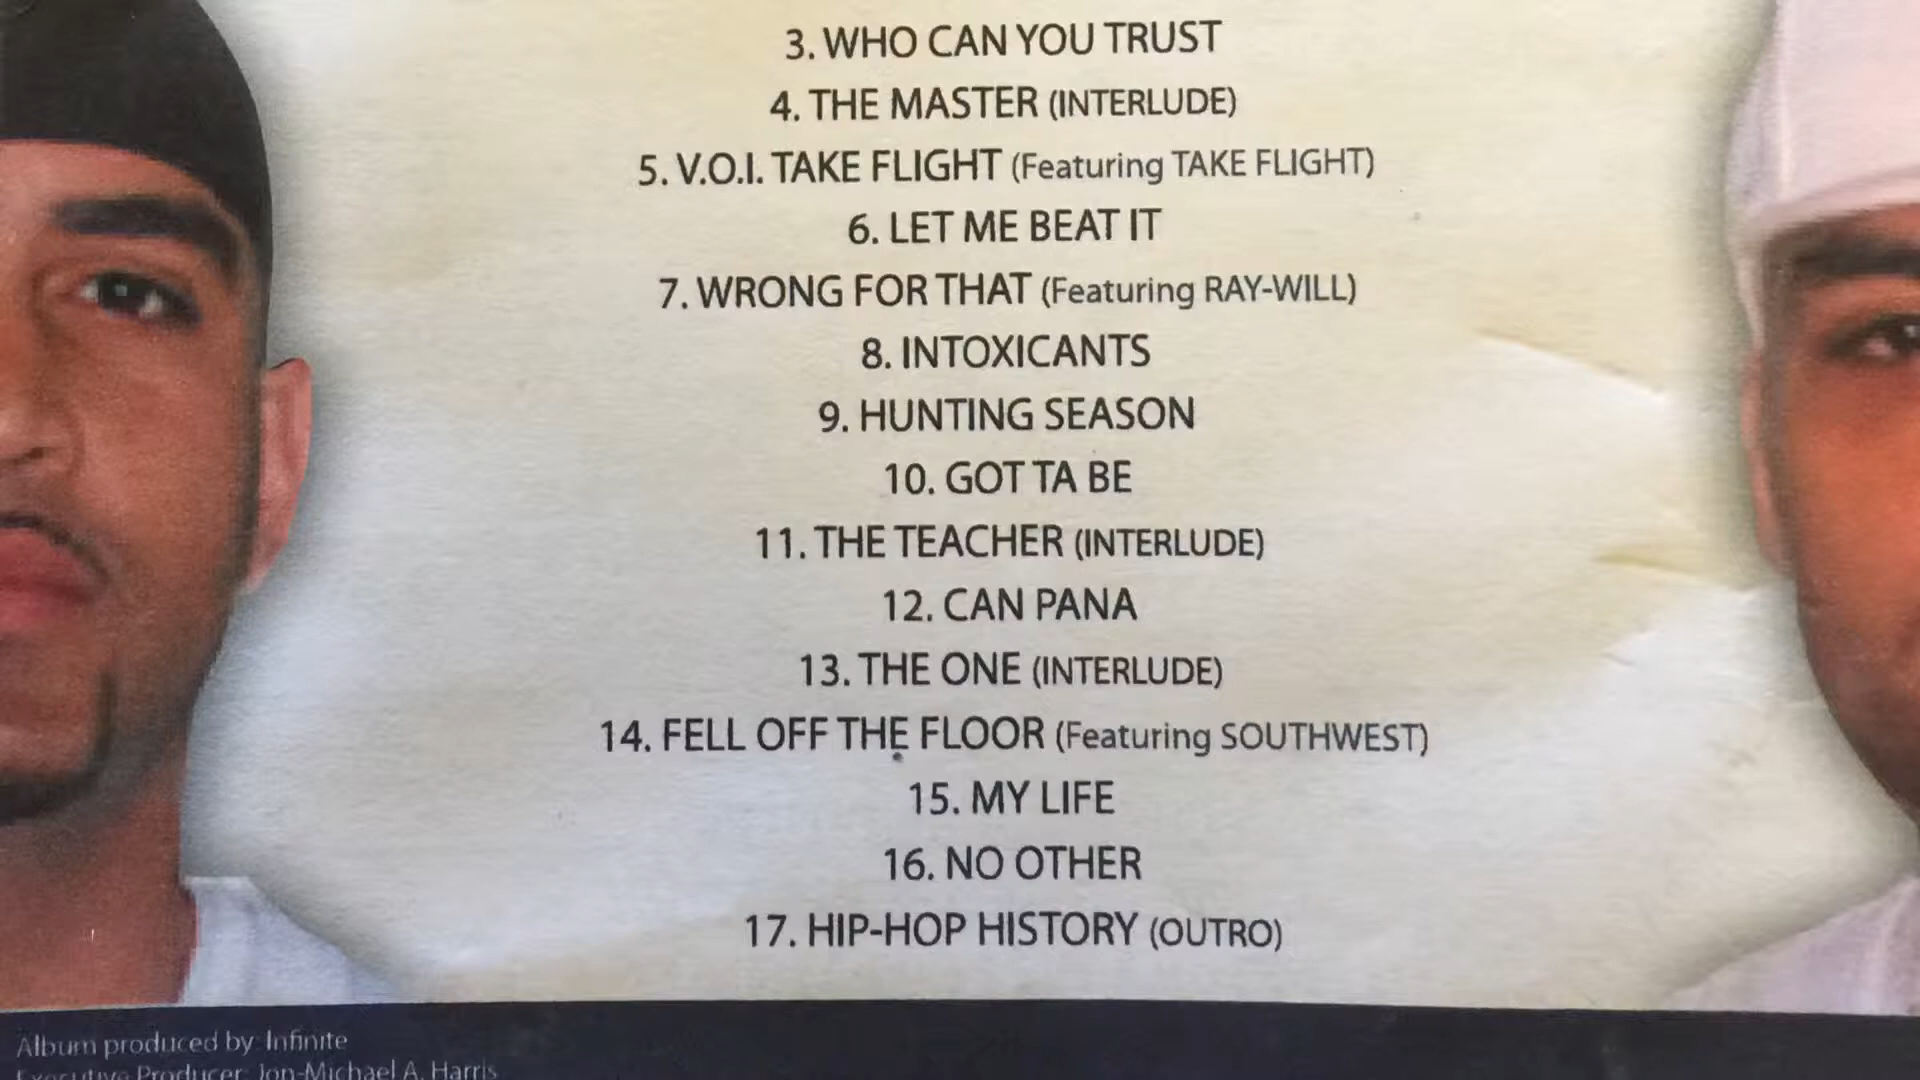 3. WHO CAN YOU TRUST
4. THE MASTER (INTERLUDE)
5. V.O.I. TAKE FLIGHT (Featuring TAKE FLIGHT)
6. LET ME BEAT IT
7. WRONG FOR THAT (Featuring RAY-WILL)
8. INTOXICANTS
9. HUNTING SEASON
10. GOT TA BE
11. THE TEACHER (INTERLUDE)
12. CAN PANA
13. THE ONE (INTERLUDE)
14. FELL OFF THE FLOOR (Featuring SOUTHWEST)
15. MY LIFE
16. NO OTHER
17. HIP-HOP HISTORY (OUTRO)
Album produced by: Infinite
Executive Producer: Jon-Michael A. Harris